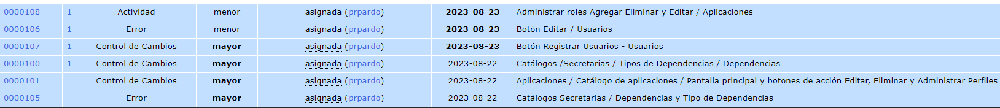 0000108 1 Actividad menor asignada (prpardo) 2023-08-23 Administrar roles Agregar Eliminar y Editar / Aplicaciones
0000106 1 Error menor asignada (prpardo) 2023-08-23 Botón Editar / Usuarios
0000107 1 Control de Cambios mayor asignada (prpardo) 2023-08-23 Botón Registrar Usuarios - Usuarios
0000100 1 Control de Cambios mayor asignada (prpardo) 2023-08-22 Catálogos /Secretarias / Tipos de Dependencias / Dependencias
0000101 Control de Cambios mayor asignada (prpardo) 2023-08-22 Aplicaciones / Catálogo de aplicaciones / Pantalla principal y botones de acción Editar, Eliminar y Administrar Perfiles
0000105 Error mayor asignada (prpardo) 2023-08-22 Catálogos Secretarias / Dependencias y Tipo de Dependencias